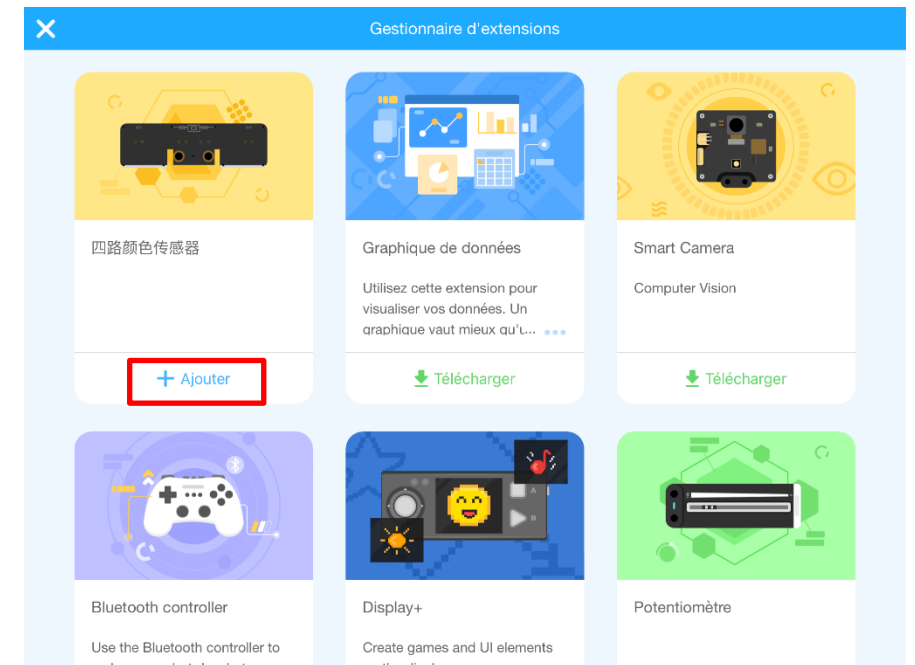 Gestionnaire d'extensions
四路颜色传感器
Graphique de données
Smart Camera
Utilisez cette extension pour
visualiser vos données. Un
graphique vaut mieux qu'u...
Computer Vision
Ajouter
Télécharger
Télécharger
A
B
Bluetooth controller
Display+
Potentiomètre
Use the Bluetooth controller to
Create games and UI elements